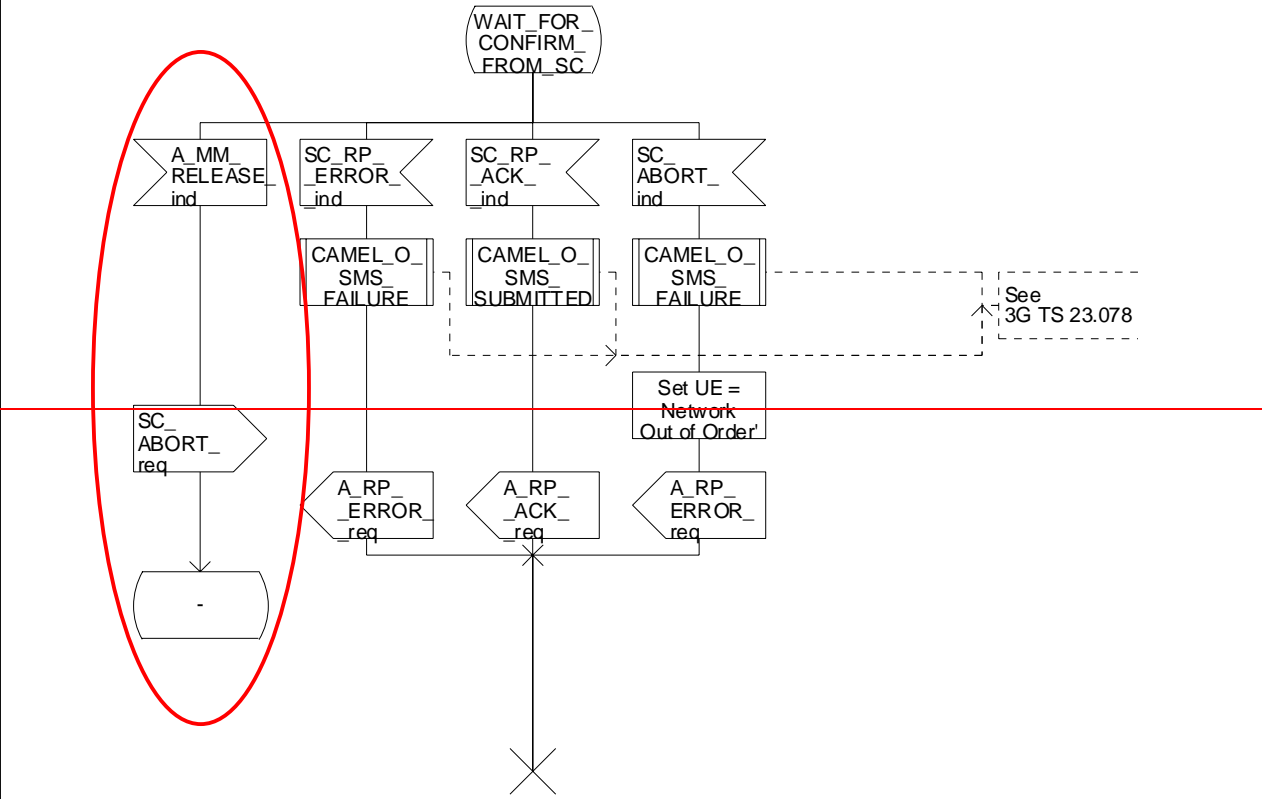 WAIT_FOR_
CONFIRM_
FROM_SC
A_MM_
RELEASE_
ind
SC_RP_
_ERROR_
_ind
SC_RP_
_ACK_
_ind
SC_
ABORT_
ind
CAMEL_O_
SMS_
FAILURE
CAMEL_O_
SMS_
SUBMITTED
CAMEL_O_
SMS_
FAILURE
See
3G TS 23.078
Set UE =
Network
Out of Order'
SC_
ABORT_
req
A_RP_
_ERROR_
_req
A_RP_
_ACK_
_req
A_RP_
ERROR_
req
-